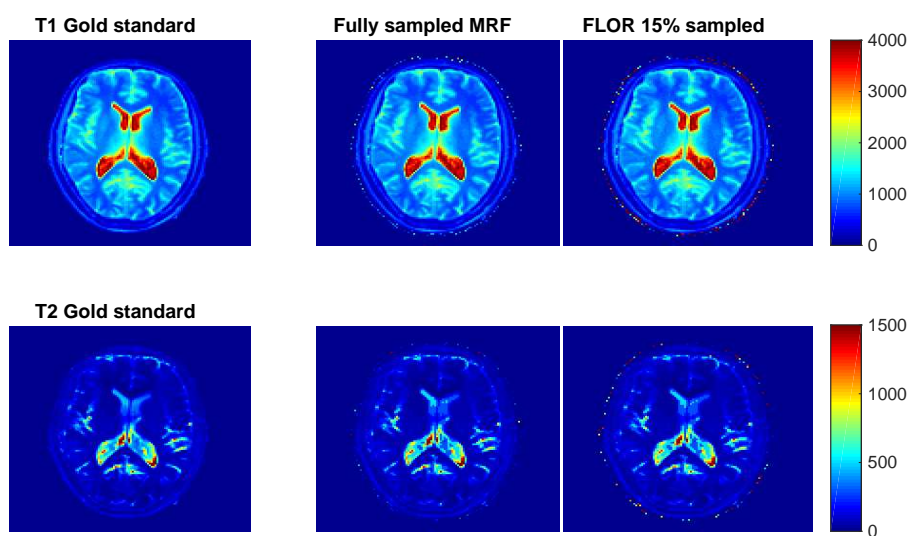 T1 Gold standard
Fully sampled MRF
FLOR 15% sampled
4000
3000
2000
1000
0
T2 Gold standard
1500
1000
500
0